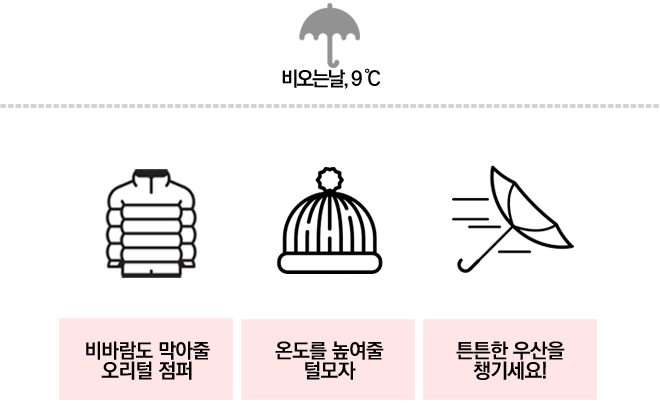 비오는날, 9℃
비바람도 막아줄
오리털 점퍼
온도를 높여줄
털모자
튼튼한 우산을
챙기세요!